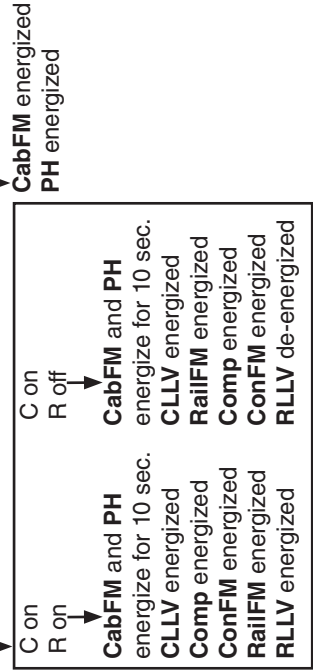 C on
R on
CabFM and PH
energize for 10 sec.
CLLV energized
Comp energized
ConFM energized
RailFM energized
RLLV energized
C on
R off
CabFM and PH
energize for 10 sec.
CLLV energized
RailFM energized
Comp energized
ConFM energized
RLLV de-energized
CabFM energized
PH energized